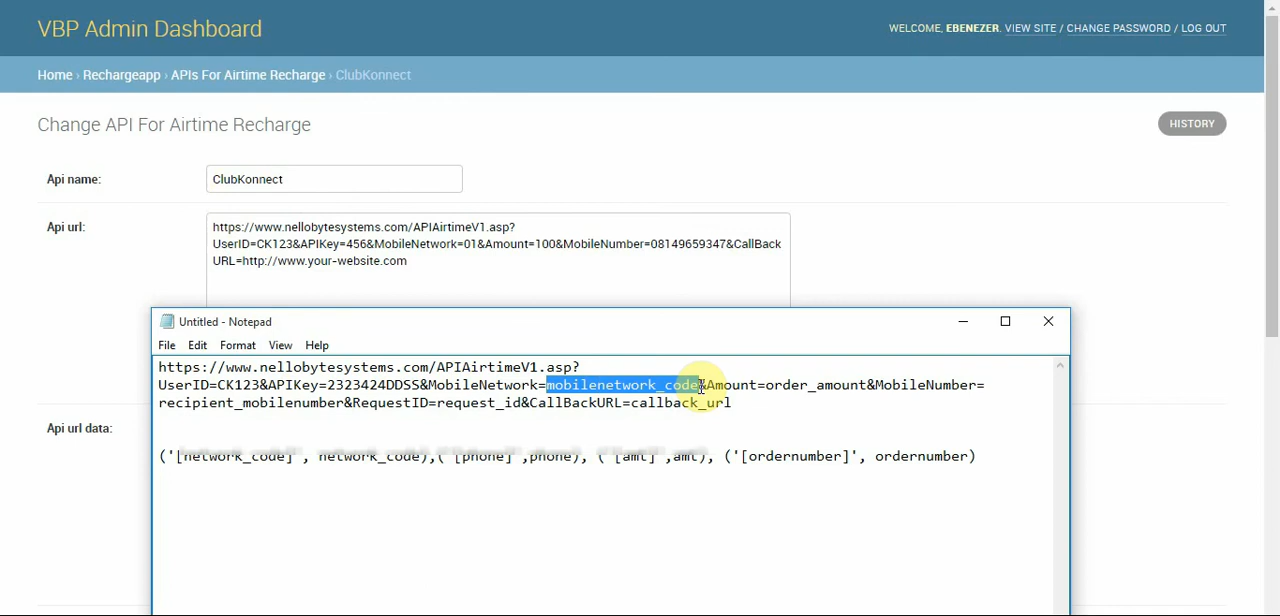 VBP Admin Dashboard
WELCOME, EBENEZER. VIEW SITE / CHANGE PASSWORD / LOG OUT
Home › Rechargeapp › APIs For Airtime Recharge › ClubKonnect
Change API For Airtime Recharge
HISTORY
Api name:
ClubKonnect
Api url:
https://www.nellobytesystems.com/APIAirtimeV1.asp?
UserID=CK123&APIKey=456&MobileNetwork=01&Amount=100&MobileNumber=08149659347&CallBack
URL=http://www.your-website.com
Untitled - Notepad
File Edit Format View Help
https://www.nellobytesystems.com/APIAirtimeV1.asp?
UserID=CK123&APIKey=2323424DDSS&MobileNetwork=mobilenetwork_code&Amount=order_amount&MobileNumber=
recipient_mobilenumber&RequestID=request_id&CallBackURL=callback_url
Api url data:
('[network_code]', network_code),('[phone]',phone), ('[amt]',amt), ('[ordernumber]', ordernumber)